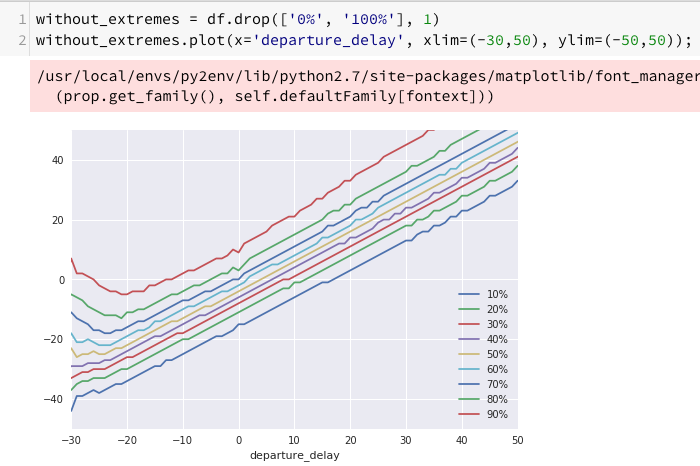 1 without_extremes = df.drop(['0%', '100%'], 1)
2 without_extremes.plot(x='departure_delay', xlim=(-30,50), ylim=(-50,50));
/usr/local/envs/py2env/lib/python2.7/site-packages/matplotlib/font_manager
(prop.get_family(), self.defaultFamily[fontext]))
40
20
0
−20
−40
10%
20%
30%
40%
50%
60%
70%
80%
90%
−30 −20 −10 0 10 20 30 40 50
departure_delay